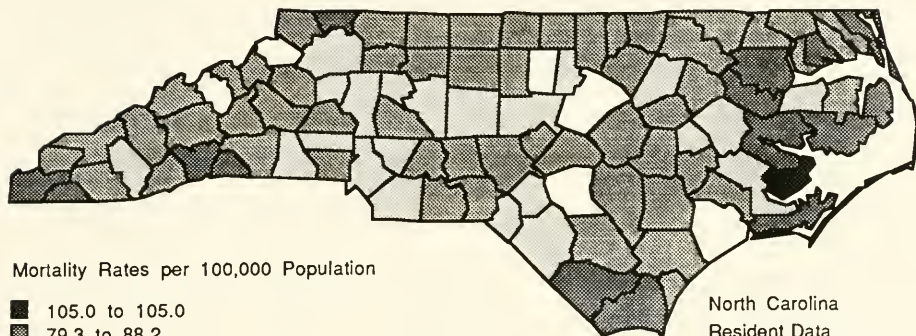 Mortality Rates per 100,000 Population
105.0 to 105.0
79.3 to 88.2
North Carolina
Resident Data